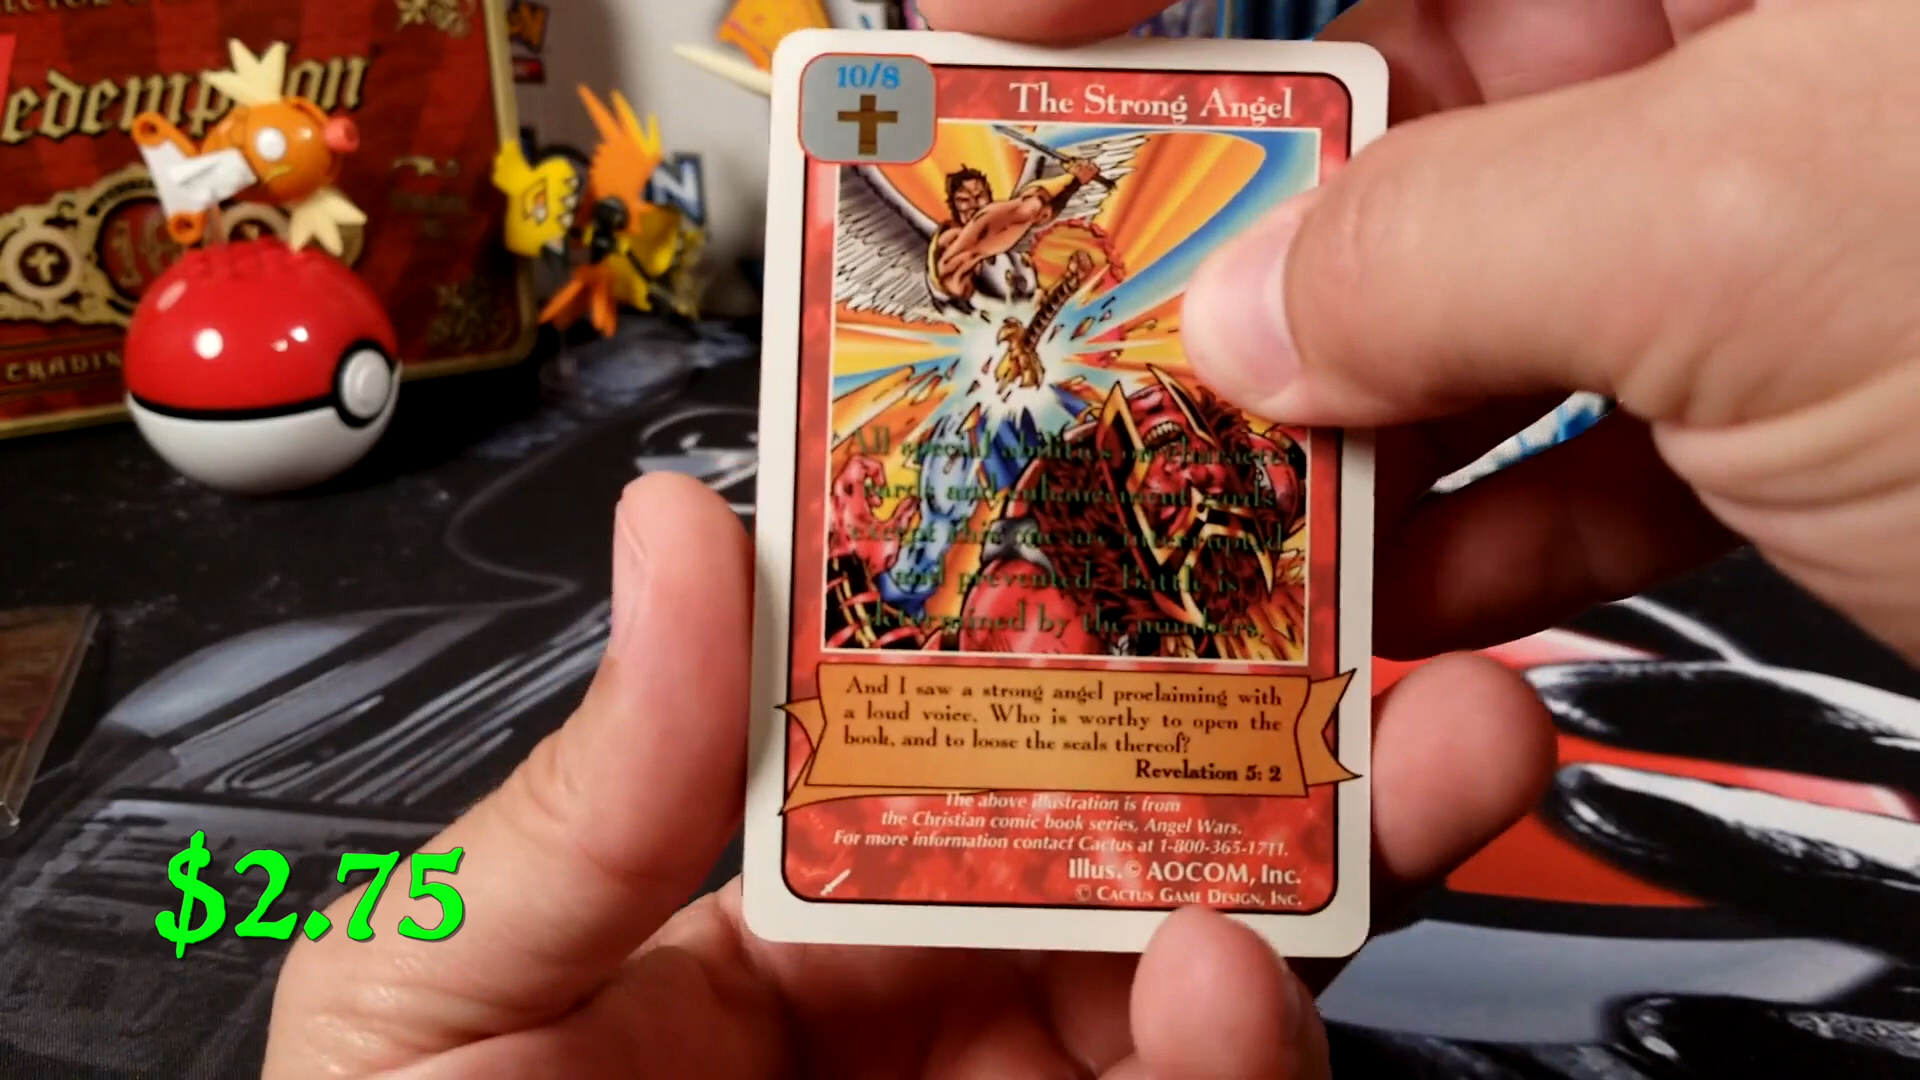 edemp on
TRADIN
10/8
The Strong Angel
All special abilities on character
cards and enhancement cards
except this one are interrupted
and prevented. Battle is
determined by the numbers.
And I saw a strong angel proclaiming with
a loud voice, Who is worthy to open the
book, and to loose the seals thereof?
Revelation 5: 2
The above illustration is from
the Christian comic book series, Angel Wars.
For more information contact Cactus at 1-800-365-1711.
Illus.© AOCOM, Inc.
© CACTUS GAME DESIGN, INC.
$2.75